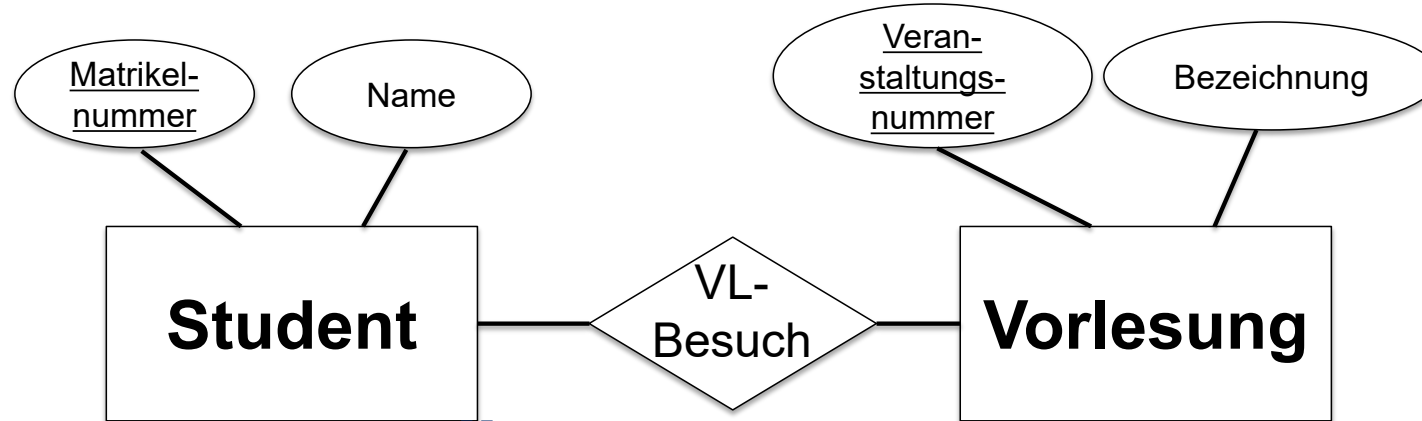 Matrikel-
nummer
Name
Veran-
staltungs-
nummer
Bezeichnung
Student
VL-
Besuch
Vorlesung